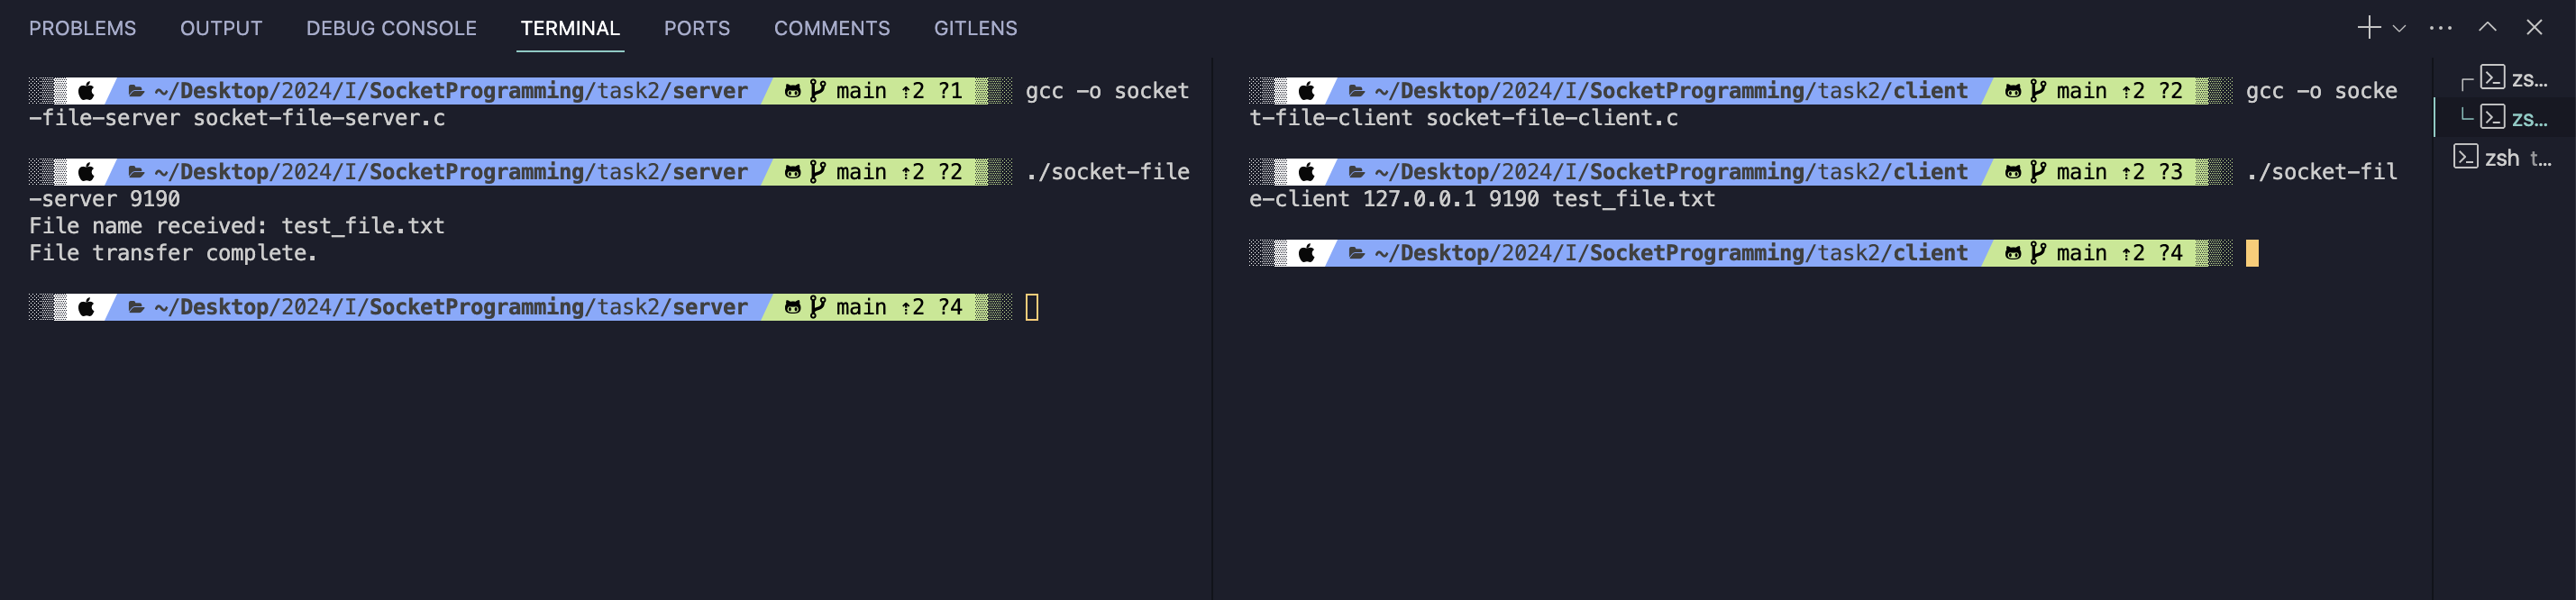 PROBLEMS OUTPUT DEBUG CONSOLE TERMINAL PORTS COMMENTS GITLENS
~/Desktop/2024/I/SocketProgramming/task2/server main ⇡2 ?1 gcc -o socket
-file-server socket-file-server.c
~/Desktop/2024/I/SocketProgramming/task2/server main ⇡2 ?2 ./socket-file
-server 9190
File name received: test_file.txt
File transfer complete.
~/Desktop/2024/I/SocketProgramming/task2/server main ⇡2 ?4
~/Desktop/2024/I/SocketProgramming/task2/client main ⇡2 ?2 gcc -o socke
t-file-client socket-file-client.c
~/Desktop/2024/I/SocketProgramming/task2/client main ⇡2 ?3 ./socket-fil
e-client 127.0.0.1 9190 test_file.txt
~/Desktop/2024/I/SocketProgramming/task2/client main ⇡2 ?4
zs...
zs...
zsh t...